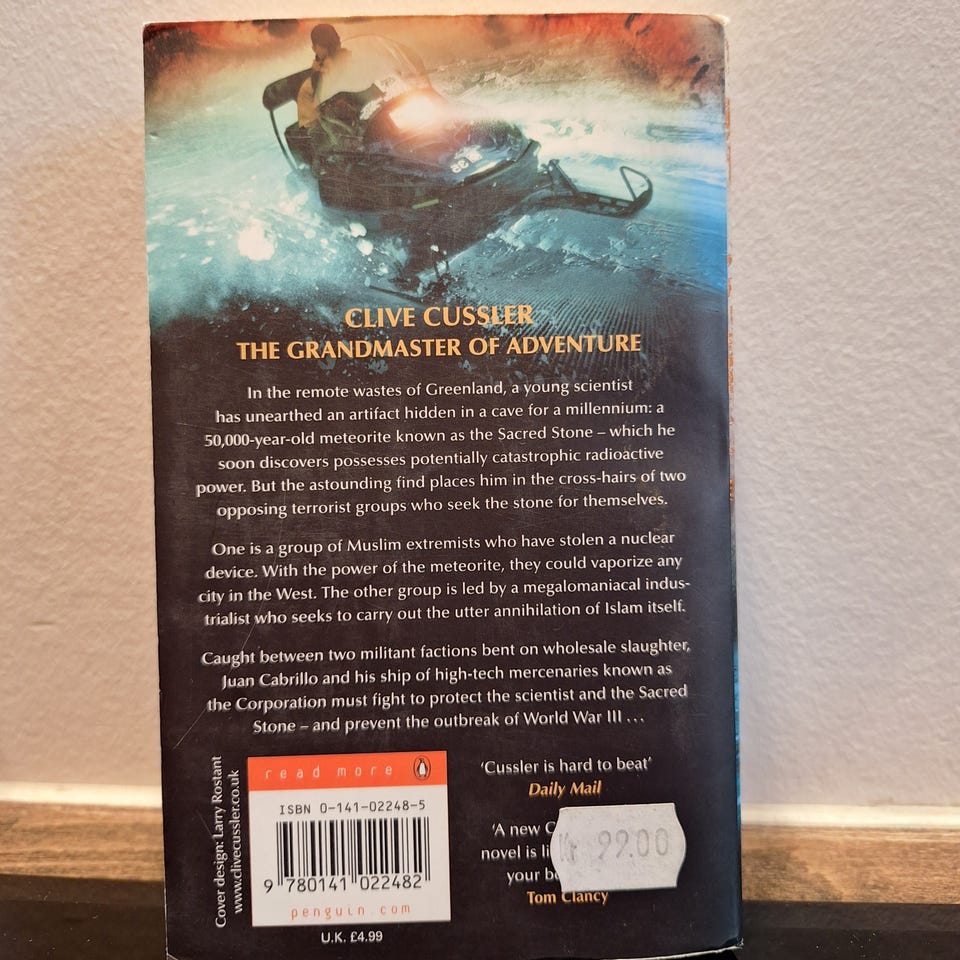 38
CLIVE CUSSLER
THE GRANDMASTER OF ADVENTURE
In the remote wastes of Greenland, a young scientist
has unearthed an artifact hidden in a cave for a millennium: a
50,000-year-old meteorite known as the Sacred Stone – which he
soon discovers possesses potentially catastrophic radioactive
power. But the astounding find places him in the cross-hairs of two
opposing terrorist groups who seek the stone for themselves.
One is a group of Muslim extremists who have stolen a nuclear
device. With the power of the meteorite, they could vaporize any
city in the West. The other group is led by a megalomaniacal indus-
trialist who seeks to carry out the utter annihilation of Islam itself.
Caught between two militant factions bent on wholesale slaughter,
Juan Cabrillo and his ship of high-tech mercenaries known as
the Corporation must fight to protect the scientist and the Sacred
Stone – and prevent the outbreak of World War III ...
'Cussler is hard to beat'
Daily Mail
'A new
novel is
your
Tom Clancy
Kr 99.00
Cover design: Larry Rostant
www.clivecussler.co.uk
read more
ISBN 0-141-02248-5
9 780141 022482
penguin.com
U.K. £4.99